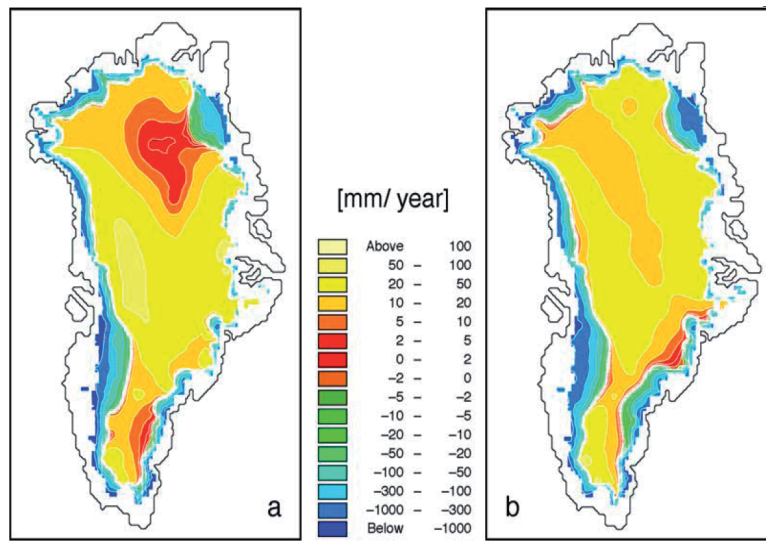 [mm/ year]
Above 100
50 – 100
20 – 50
10 – 20
5 – 10
2 – 5
0 – 2
−2 – 0
−5 – −2
−10 – −5
−20 – −10
−50 – −20
−100 – −50
−300 – −100
−1000 – −300
Below −1000
a
b